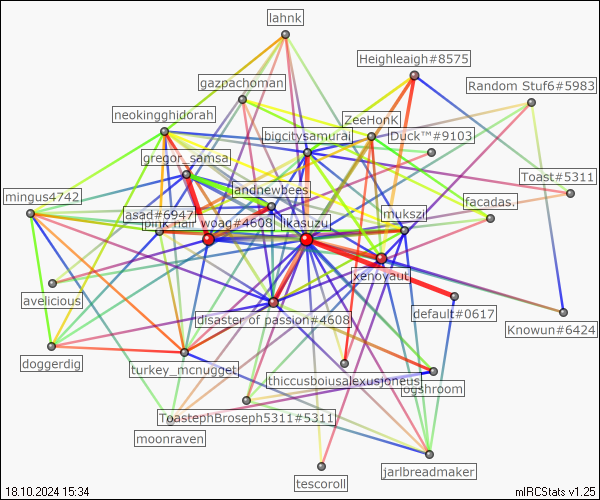 lahnk
Heighleigh#8575
gazpachoman
Random Stuf6#5983
neokingghidorah
ZeeHonk
bigcitysamurai
Duck™#9103
gregor_samsa
Toast#5311
mingus4742
andnewbees
facadas.
asad#6947
mukszi
pink hair woag#4608
ikasuzu
xenovaut
avelicious
default#0617
disaster of passion#4608
Knowun#6424
doggerdig
turkey_mcnugget
thiccusboiusalexusjoneus
ogshroom
ToastephBroseph5311#5311
moonraven
jarlbreadmaker
tescoroll
18.10.2024 15:34
mIRCStats v1.25